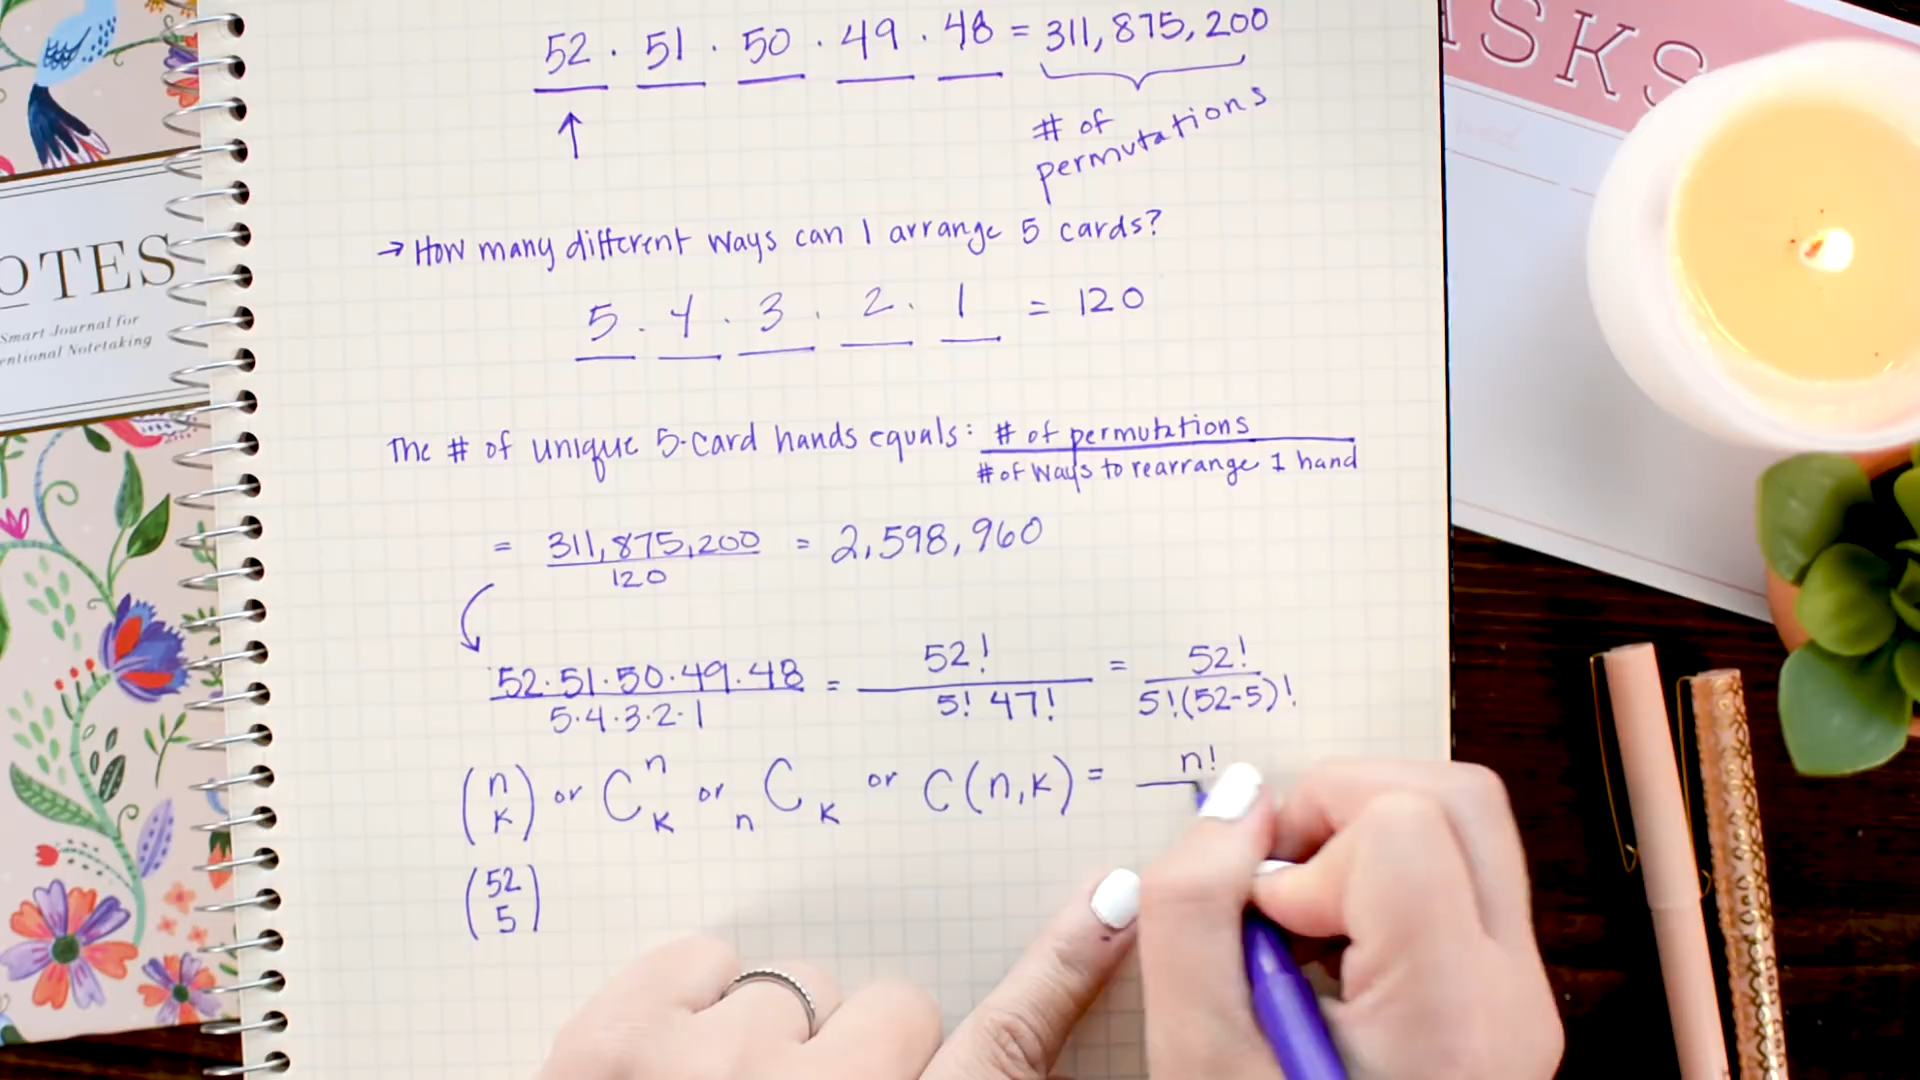 52 · 51 · 50 · 49 · 48 = 311,875,200
↑
# of
permutations
→ How many different ways can I arrange 5 cards?
5 · 4 · 3 · 2 · 1 = 120
The # of unique 5-card hands equals: # of permutations
# of ways to rearrange 1 hand
= 311,875,200 = 2,598,960
120
52·51·50·49·48 = 52! = 52!
5·4·3·2·1 5! 47! 5!(52-5)!
(n k) or C n k or n C k or C(n,k) = n!
(52 5)
OTES
Smart Journal for
entional Notetaking
SKS